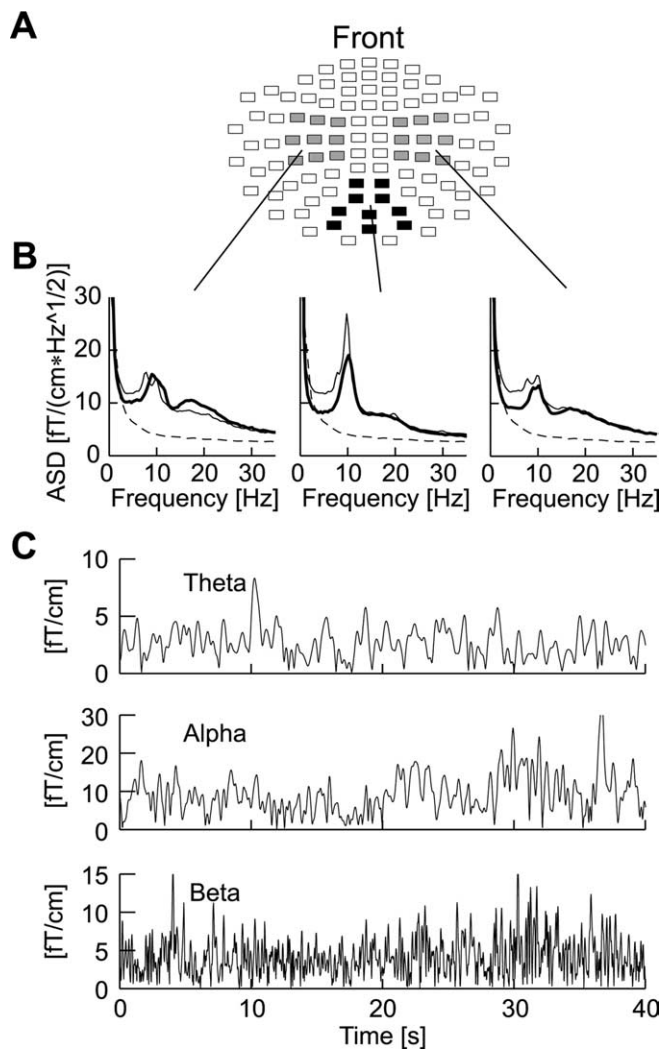 A
Front
B
ASD [fT/(cm*Hz^1/2)]
30
20
10
0
0 10 20 30
0 10 20 30
0 10 20 30
Frequency [Hz] Frequency [Hz] Frequency [Hz]
C
[fT/cm]
10
5
0
Theta
[fT/cm]
30
20
10
0
Alpha
[fT/cm]
15
10
5
0
Beta
0 10 20 30 40
Time [s]